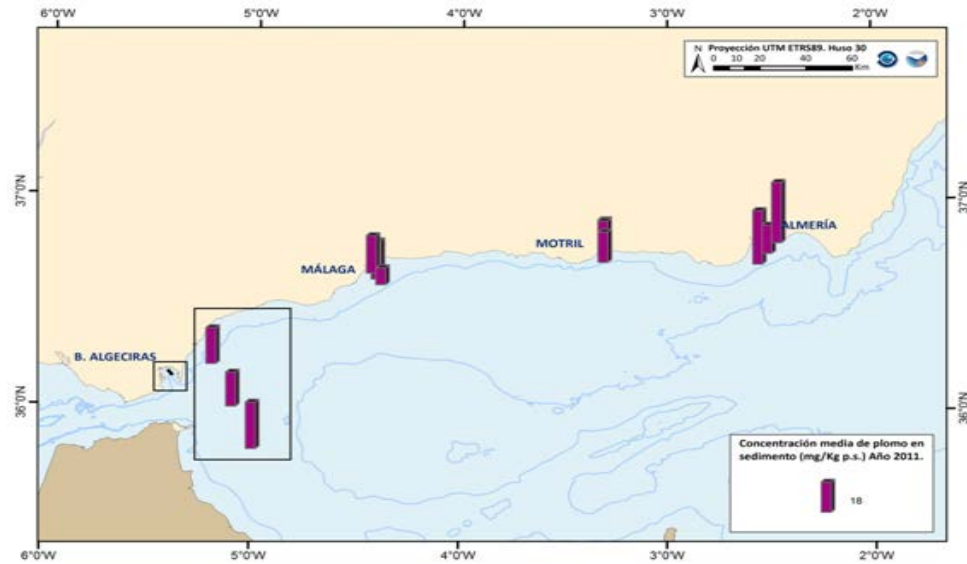 6°0'W 5°0'W 4°0'W 3°0'W 2°0'W
N Proyección UTM ETRS89. Huso 30
0 10 20 40 60
Km
37°0'N 37°0'N
ALMERÍA
MOTRIL
MÁLAGA
B. ALGECIRAS
36°0'N 36°0'N
Concentración media de plomo en
sedimento (mg/Kg p.s.) Año 2011.
18
6°0'W 5°0'W 4°0'W 3°0'W 2°0'W